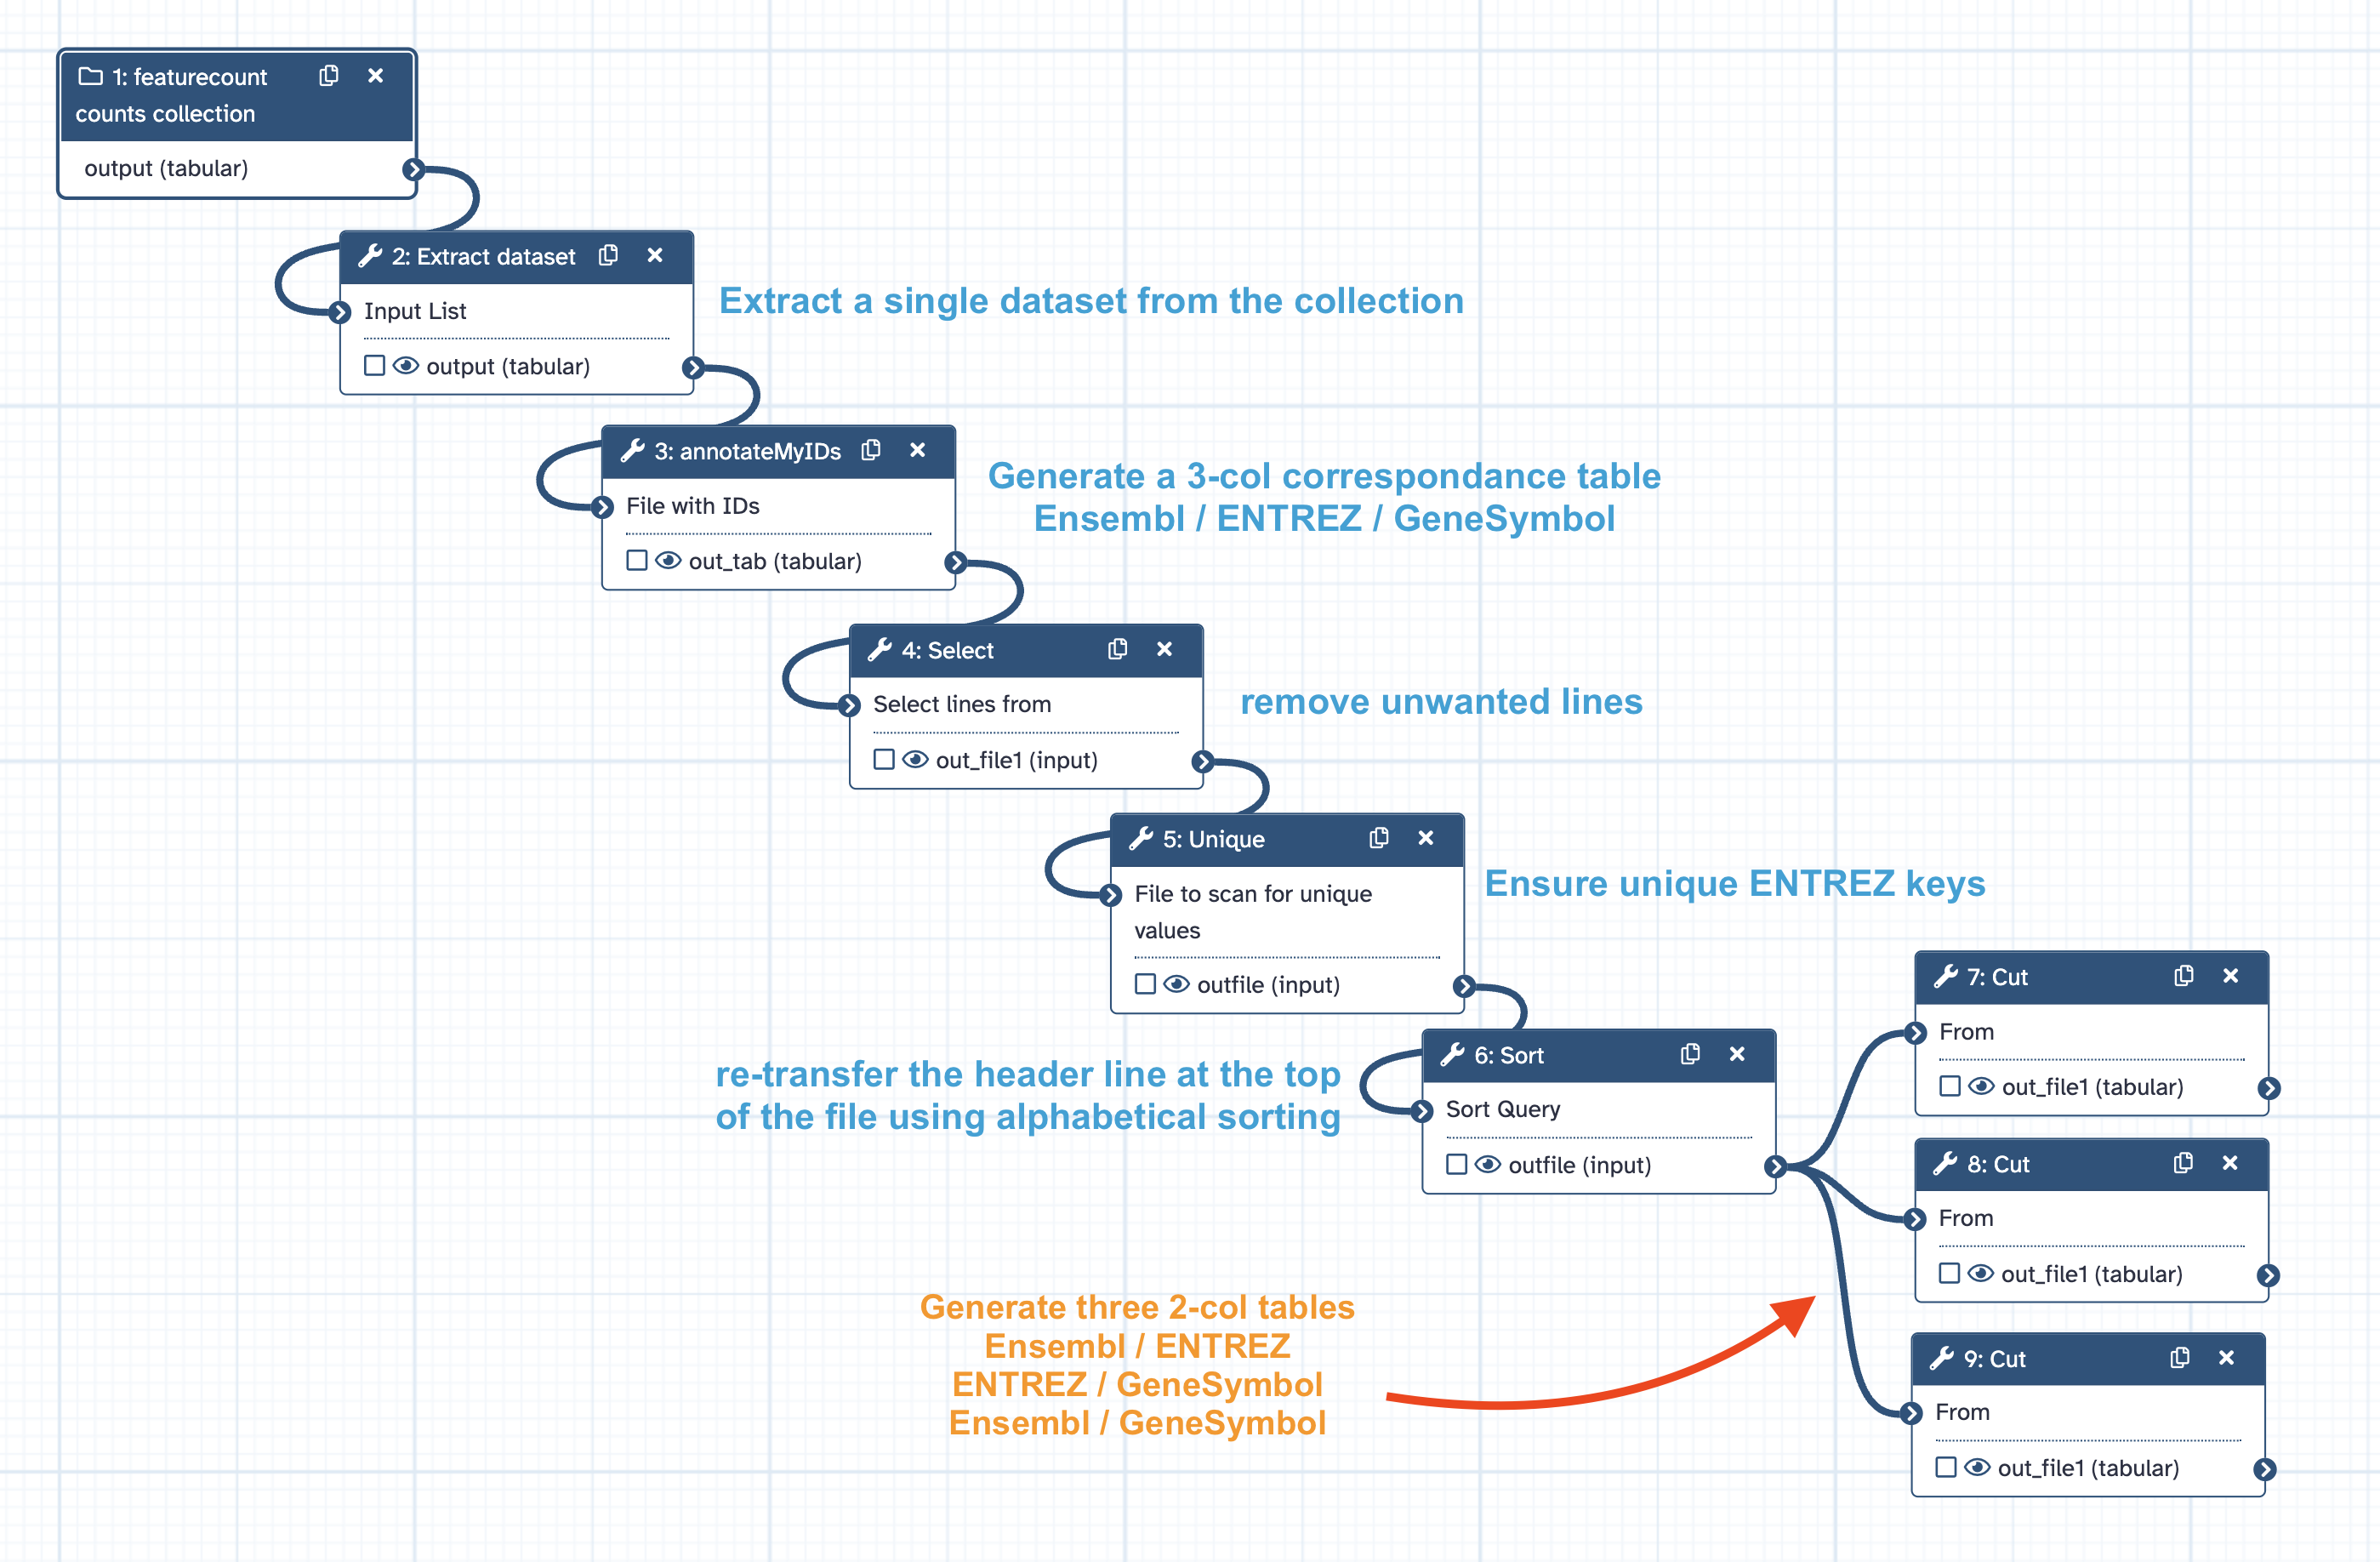 1: featurecount
counts collection
output (tabular)
2: Extract dataset
Input List
output (tabular)
Extract a single dataset from the collection
3: annotateMyIDs
File with IDs
out_tab (tabular)
Generate a 3-col correspondance table
Ensembl / ENTREZ / GeneSymbol
4: Select
Select lines from
out_file1 (input)
remove unwanted lines
5: Unique
File to scan for unique
values
outfile (input)
Ensure unique ENTREZ keys
6: Sort
Sort Query
outfile (input)
re-transfer the header line at the top
of the file using alphabetical sorting
7: Cut
From
out_file1 (tabular)
8: Cut
From
out_file1 (tabular)
9: Cut
From
out_file1 (tabular)
Generate three 2-col tables
Ensembl / ENTREZ
ENTREZ / GeneSymbol
Ensembl / GeneSymbol